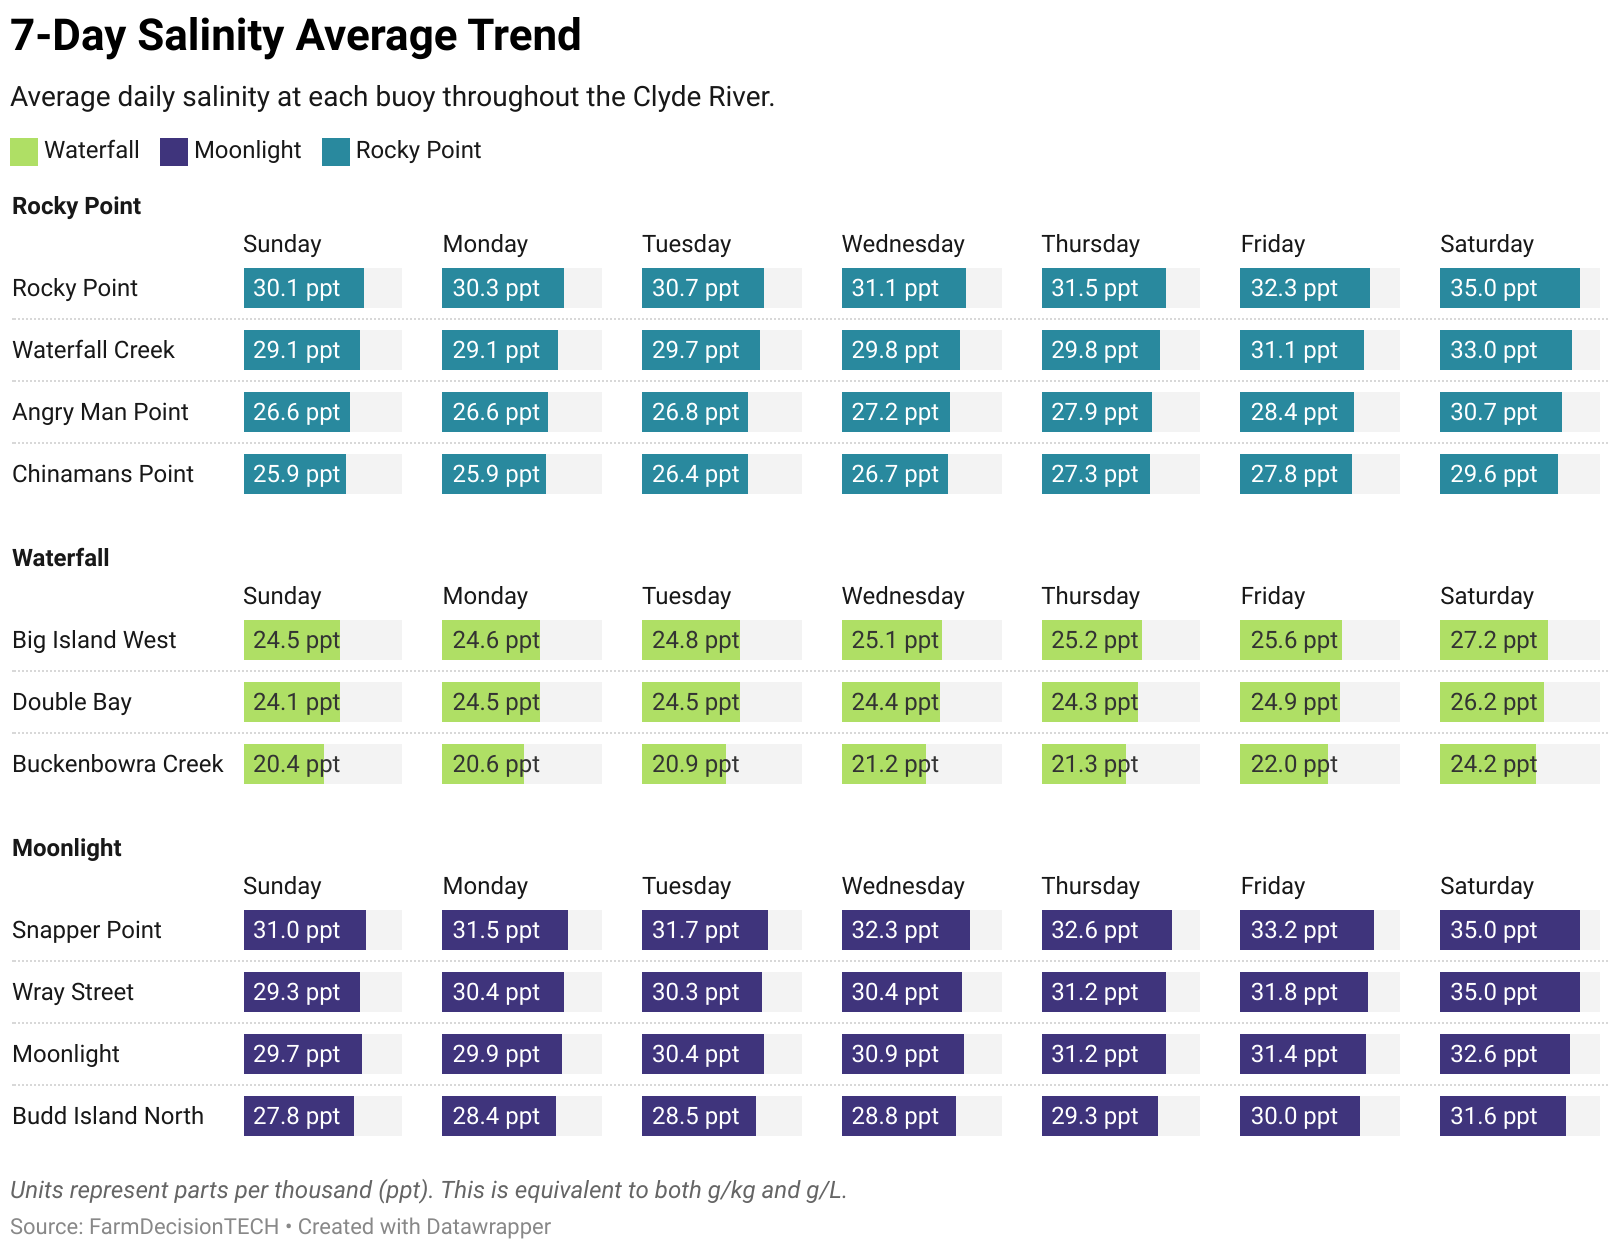 7-Day Salinity Average Trend
Average daily salinity at each buoy throughout the Clyde River.
Waterfall Moonlight Rocky Point
Rocky Point
Sunday Monday Tuesday Wednesday Thursday Friday Saturday
Rocky Point 30.1 ppt 30.3 ppt 30.7 ppt 31.1 ppt 31.5 ppt 32.3 ppt 35.0 ppt
Waterfall Creek 29.1 ppt 29.1 ppt 29.7 ppt 29.8 ppt 29.8 ppt 31.1 ppt 33.0 ppt
Angry Man Point 26.6 ppt 26.6 ppt 26.8 ppt 27.2 ppt 27.9 ppt 28.4 ppt 30.7 ppt
Chinamans Point 25.9 ppt 25.9 ppt 26.4 ppt 26.7 ppt 27.3 ppt 27.8 ppt 29.6 ppt
Waterfall
Sunday Monday Tuesday Wednesday Thursday Friday Saturday
Big Island West 24.5 ppt 24.6 ppt 24.8 ppt 25.1 ppt 25.2 ppt 25.6 ppt 27.2 ppt
Double Bay 24.1 ppt 24.5 ppt 24.5 ppt 24.4 ppt 24.3 ppt 24.9 ppt 26.2 ppt
Buckenbowra Creek 20.4 ppt 20.6 ppt 20.9 ppt 21.2 ppt 21.3 ppt 22.0 ppt 24.2 ppt
Moonlight
Sunday Monday Tuesday Wednesday Thursday Friday Saturday
Snapper Point 31.0 ppt 31.5 ppt 31.7 ppt 32.3 ppt 32.6 ppt 33.2 ppt 35.0 ppt
Wray Street 29.3 ppt 30.4 ppt 30.3 ppt 30.4 ppt 31.2 ppt 31.8 ppt 35.0 ppt
Moonlight 29.7 ppt 29.9 ppt 30.4 ppt 30.9 ppt 31.2 ppt 31.4 ppt 32.6 ppt
Budd Island North 27.8 ppt 28.4 ppt 28.5 ppt 28.8 ppt 29.3 ppt 30.0 ppt 31.6 ppt
Units represent parts per thousand (ppt). This is equivalent to both g/kg and g/L.
Source: FarmDecisionTECH • Created with Datawrapper